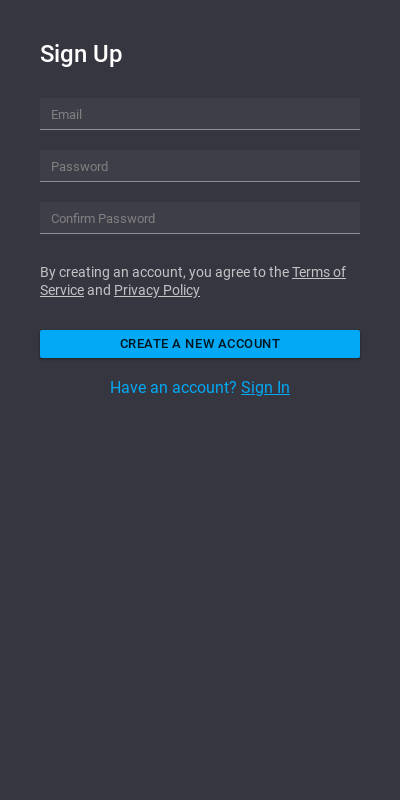 Sign Up
Email
Password
Confirm Password
By creating an account, you agree to the Terms of
Service and Privacy Policy
CREATE A NEW ACCOUNT
Have an account? Sign In